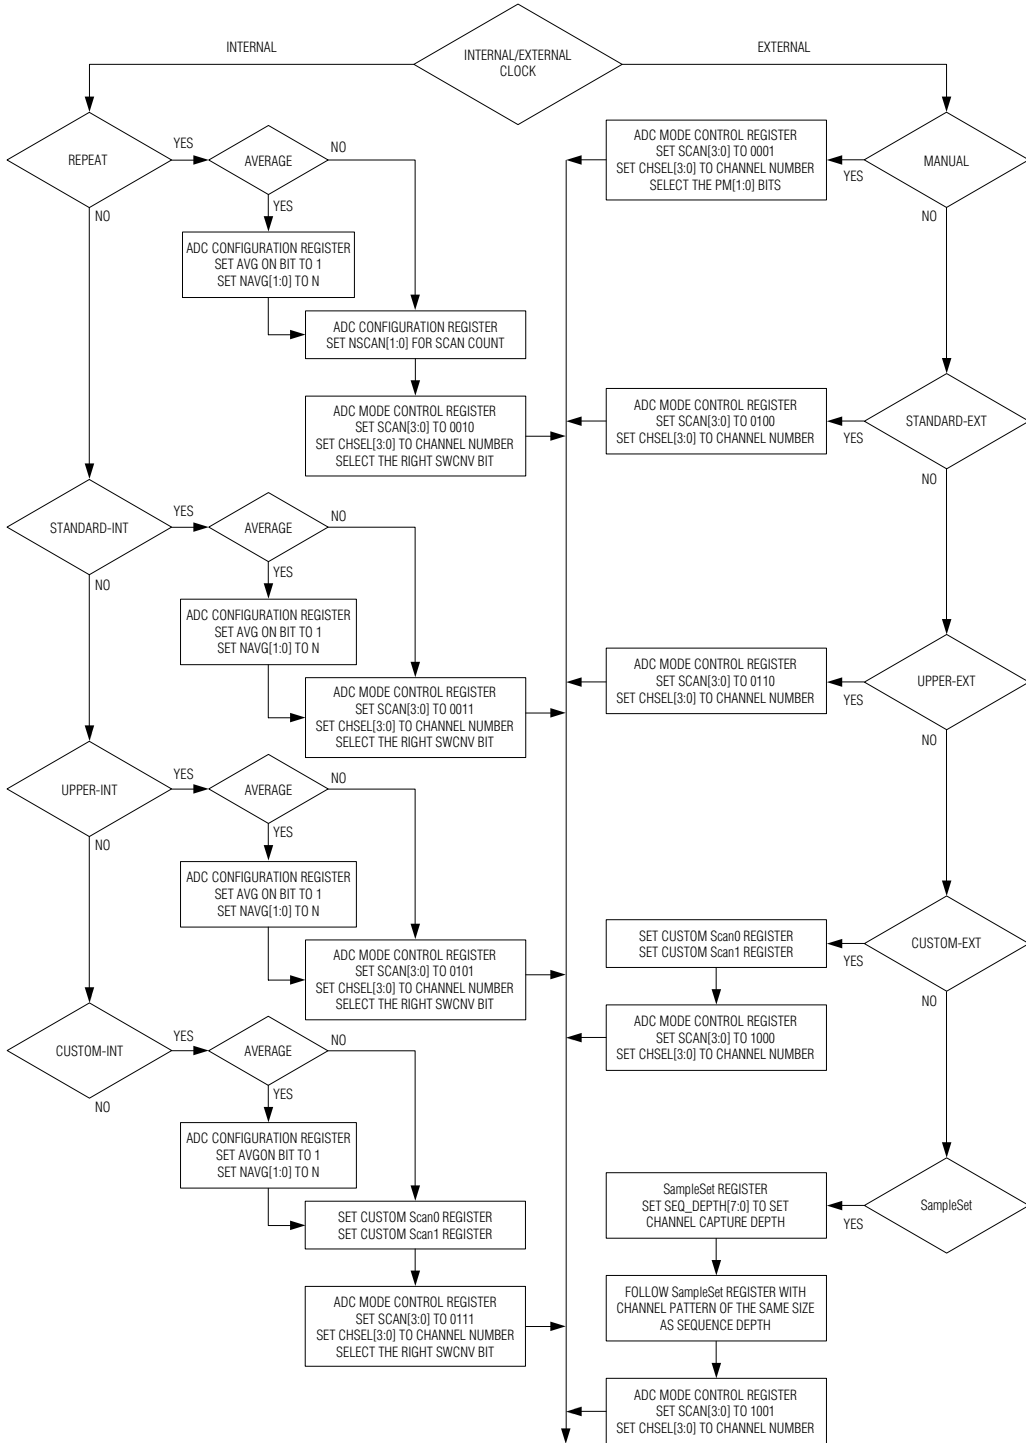 INTERNAL
INTERNAL/EXTERNAL
CLOCK
EXTERNAL
REPEAT
YES
AVERAGE
NO
YES
NO
ADC CONFIGURATION REGISTER
SET AVG ON BIT TO 1
SET NAVG[1:0] TO N
ADC CONFIGURATION REGISTER
SET NSCAN[1:0] FOR SCAN COUNT
ADC MODE CONTROL REGISTER
SET SCAN[3:0] TO 0010
SET CHSEL[3:0] TO CHANNEL NUMBER
SELECT THE RIGHT SWCNV BIT
STANDARD-INT
YES
AVERAGE
NO
YES
NO
ADC CONFIGURATION REGISTER
SET AVG ON BIT TO 1
SET NAVG[1:0] TO N
ADC MODE CONTROL REGISTER
SET SCAN[3:0] TO 0011
SET CHSEL[3:0] TO CHANNEL NUMBER
SELECT THE RIGHT SWCNV BIT
UPPER-INT
YES
AVERAGE
NO
YES
NO
ADC CONFIGURATION REGISTER
SET AVG ON BIT TO 1
SET NAVG[1:0] TO N
ADC MODE CONTROL REGISTER
SET SCAN[3:0] TO 0101
SET CHSEL[3:0] TO CHANNEL NUMBER
SELECT THE RIGHT SWCNV BIT
CUSTOM-INT
YES
AVERAGE
NO
YES
NO
ADC CONFIGURATION REGISTER
SET AVGON BIT TO 1
SET NAVG[1:0] TO N
SET CUSTOM Scan0 REGISTER
SET CUSTOM Scan1 REGISTER
ADC MODE CONTROL REGISTER
SET SCAN[3:0] TO 0111
SET CHSEL[3:0] TO CHANNEL NUMBER
SELECT THE RIGHT SWCNV BIT
MANUAL
YES
NO
ADC MODE CONTROL REGISTER
SET SCAN[3:0] TO 0001
SET CHSEL[3:0] TO CHANNEL NUMBER
SELECT THE PM[1:0] BITS
STANDARD-EXT
YES
NO
ADC MODE CONTROL REGISTER
SET SCAN[3:0] TO 0100
SET CHSEL[3:0] TO CHANNEL NUMBER
UPPER-EXT
YES
NO
ADC MODE CONTROL REGISTER
SET SCAN[3:0] TO 0110
SET CHSEL[3:0] TO CHANNEL NUMBER
CUSTOM-EXT
YES
NO
SET CUSTOM Scan0 REGISTER
SET CUSTOM Scan1 REGISTER
ADC MODE CONTROL REGISTER
SET SCAN[3:0] TO 1000
SET CHSEL[3:0] TO CHANNEL NUMBER
SampleSet
YES
SampleSet REGISTER
SET SEQ_DEPTH[7:0] TO SET
CHANNEL CAPTURE DEPTH
FOLLOW SampleSet REGISTER WITH
CHANNEL PATTERN OF THE SAME SIZE
AS SEQUENCE DEPTH
ADC MODE CONTROL REGISTER
SET SCAN[3:0] TO 1001
SET CHSEL[3:0] TO CHANNEL NUMBER